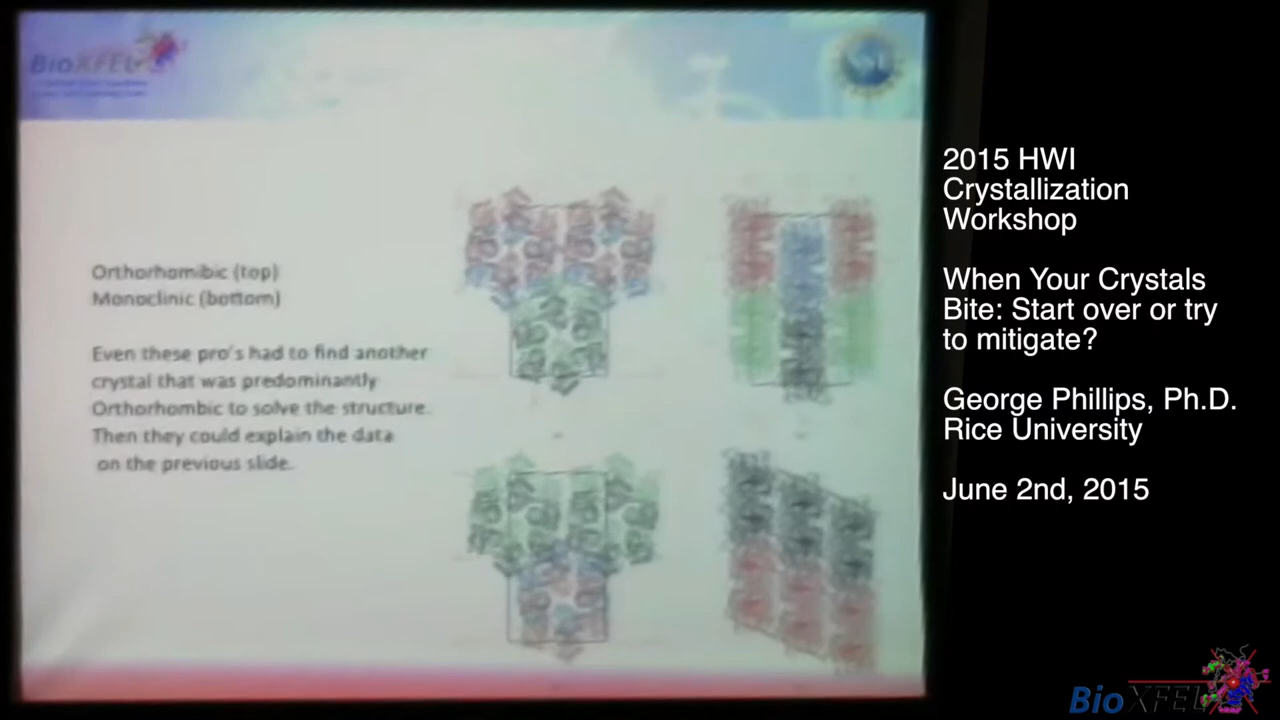 BioXFEL
Orthorhomibic (top)
Monoclinic (bottom)
Even these pro's had to find another
crystal that was predominantly
Orthorhombic to solve the structure.
Then they could explain the data
on the previous slide.
2015 HWI
Crystallization
Workshop
When Your Crystals
Bite: Start over or try
to mitigate?
George Phillips, Ph.D.
Rice University
June 2nd, 2015
BioXFEL